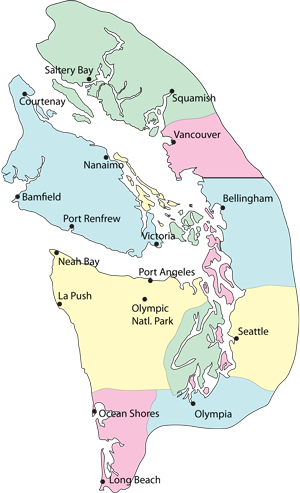 Saltery Bay
Courtenay
Squamish
Vancouver
Nanaimo
Bamfield
Bellingham
Port Renfrew
Victoria
Neah Bay
Port Angeles
La Push
Olympic
Natl. Park
Seattle
Ocean Shores
Olympia
Long Beach